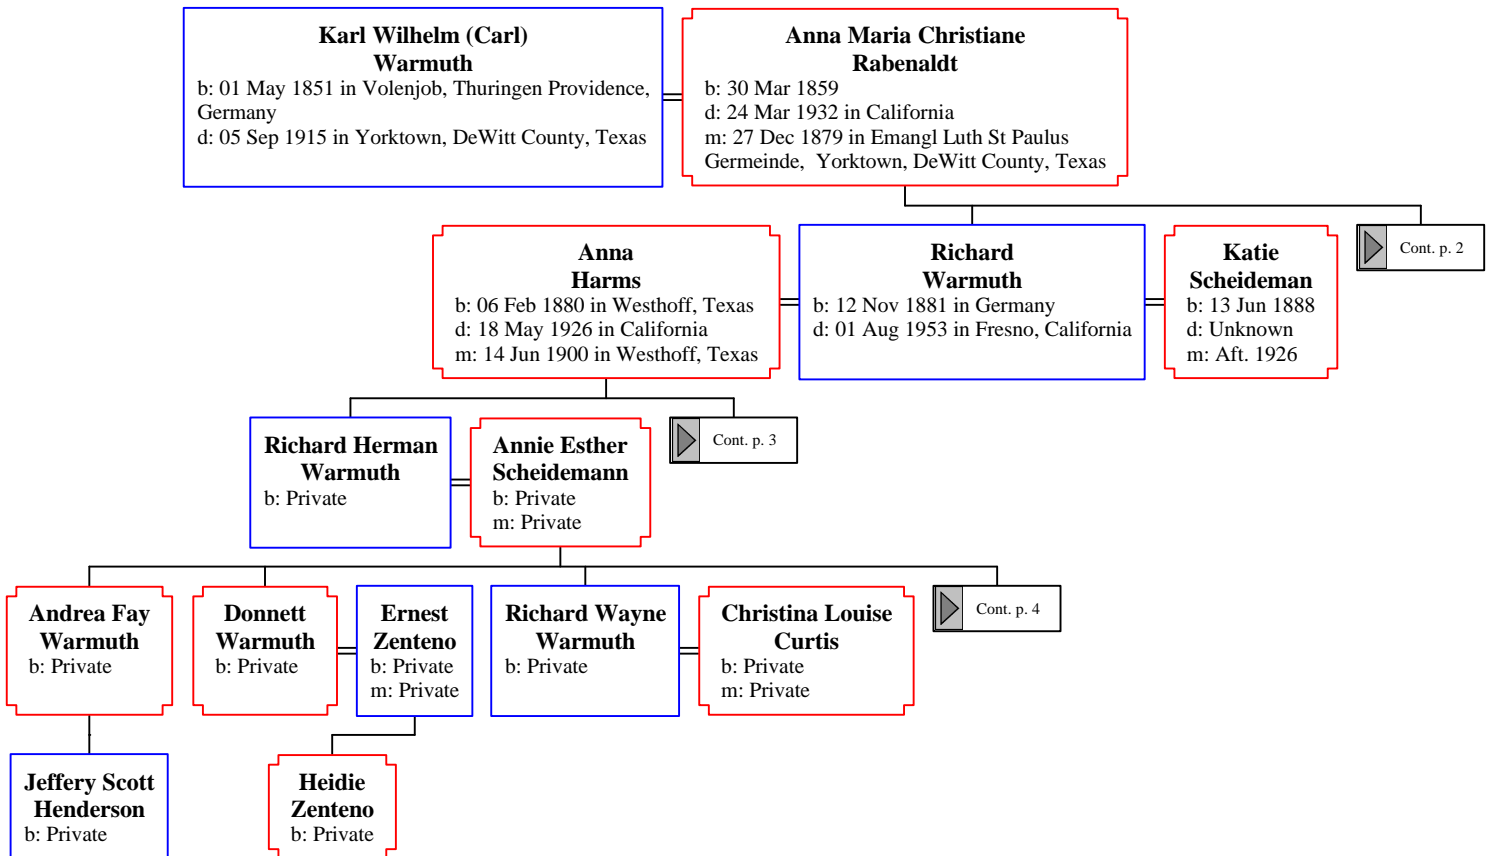 Karl Wilhelm (Carl)
Warmuth
b: 01 May 1851 in Volenjob, Thuringen Providence,
Germany
d: 05 Sep 1915 in Yorktown, DeWitt County, Texas
Anna Maria Christiane
Rabenaldt
b: 30 Mar 1859
d: 24 Mar 1932 in California
m: 27 Dec 1879 in Emangl Luth St Paulus
Germeinde, Yorktown, DeWitt County, Texas
Anna
Harms
b: 06 Feb 1880 in Westhoff, Texas
d: 18 May 1926 in California
m: 14 Jun 1900 in Westhoff, Texas
Richard
Warmuth
b: 12 Nov 1881 in Germany
d: 01 Aug 1953 in Fresno, California
Katie
Scheideman
b: 13 Jun 1888
d: Unknown
m: Aft. 1926
Cont. p. 2
Richard Herman
Warmuth
b: Private
Annie Esther
Scheidemann
b: Private
m: Private
Cont. p. 3
Andrea Fay
Warmuth
b: Private
Donnett
Warmuth
b: Private
Ernest
Zenteno
b: Private
m: Private
Richard Wayne
Warmuth
b: Private
Christina Louise
Curtis
b: Private
m: Private
Cont. p. 4
Jeffery Scott
Henderson
b: Private
Heidie
Zenteno
b: Private